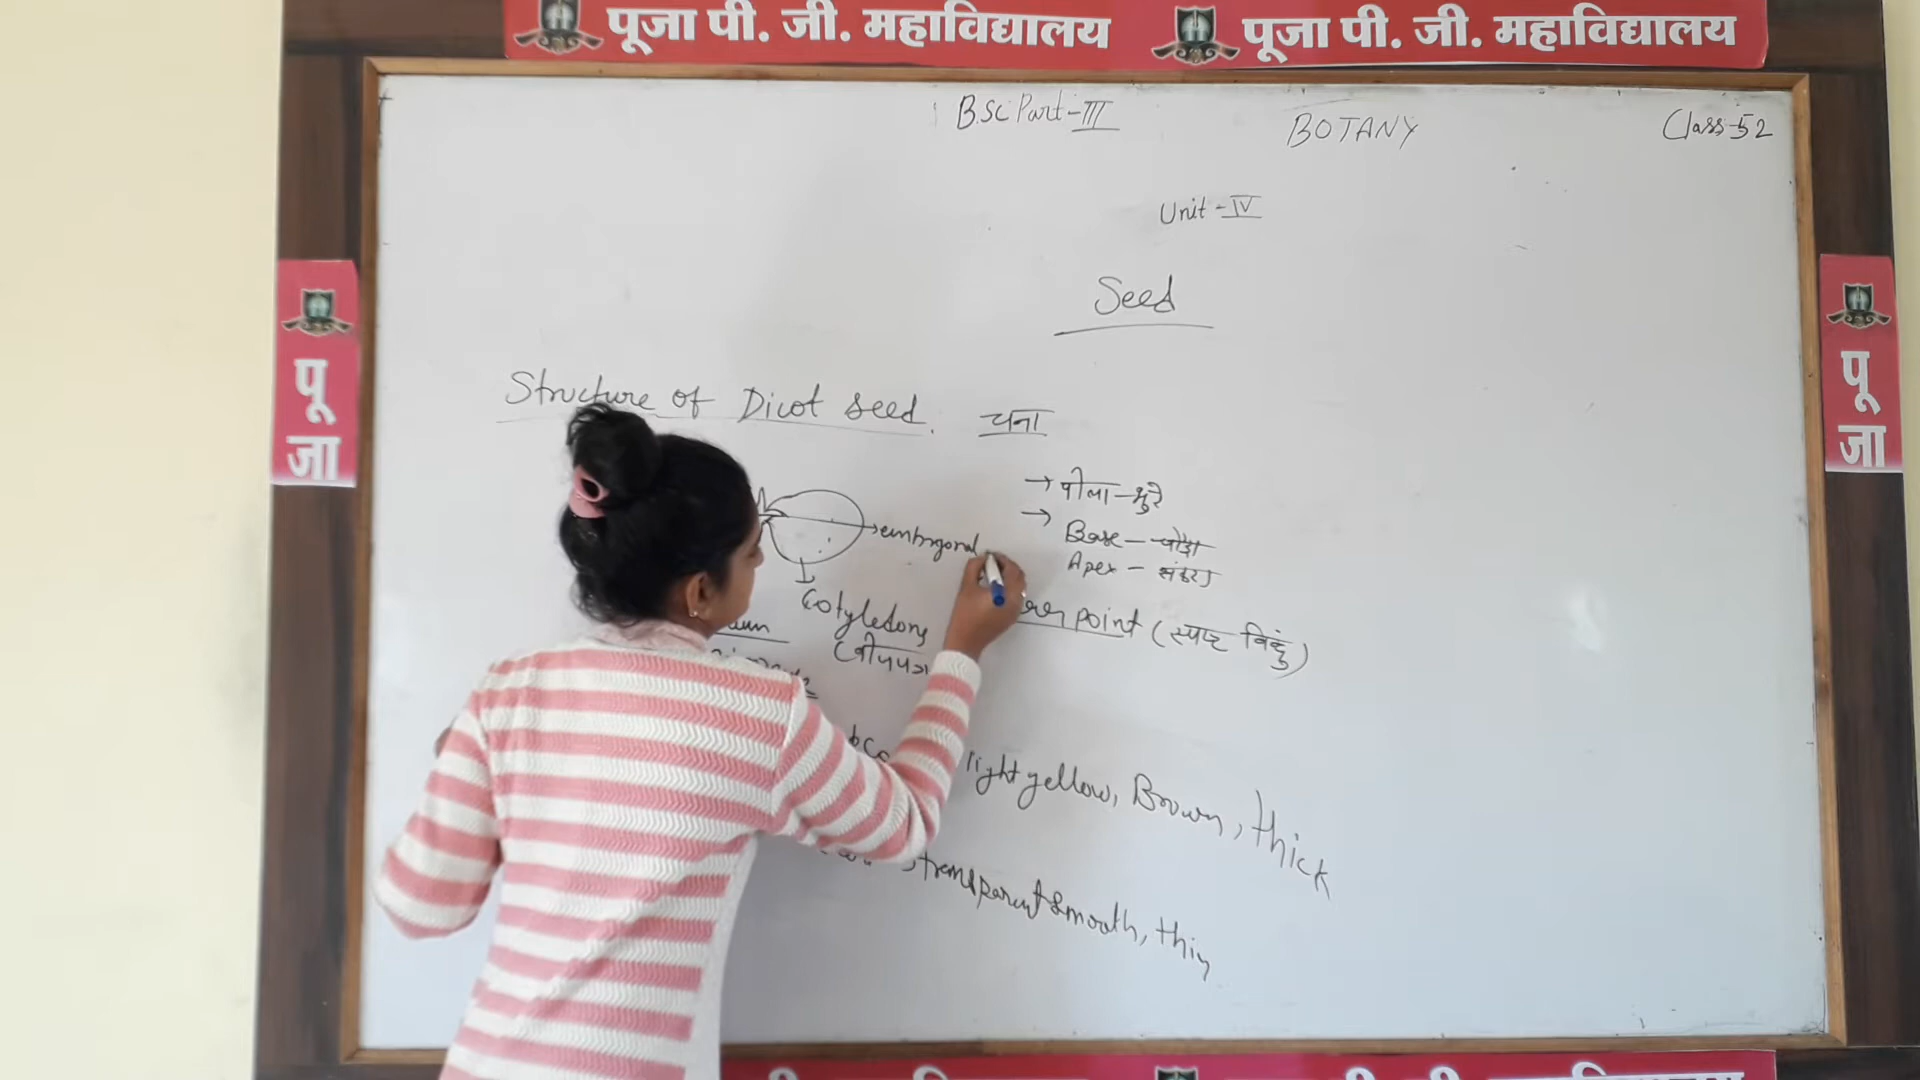 पूजा पी. जी. महाविद्यालय पूजा पी. जी. महाविद्यालय
B.Sc Part-III BOTANY Class-52
Unit-IV
Seed
Structure of Dicot seed. चना
→ पीला-भुरे
→ Base - चौड़ा
Apex - संकरा
→embryonal
Cotyledons
(बीजपत्र
point (स्पष्ट बिंदु)
light yellow, Brown, thick
, transparent smooth, thin
पूजा
पूजा